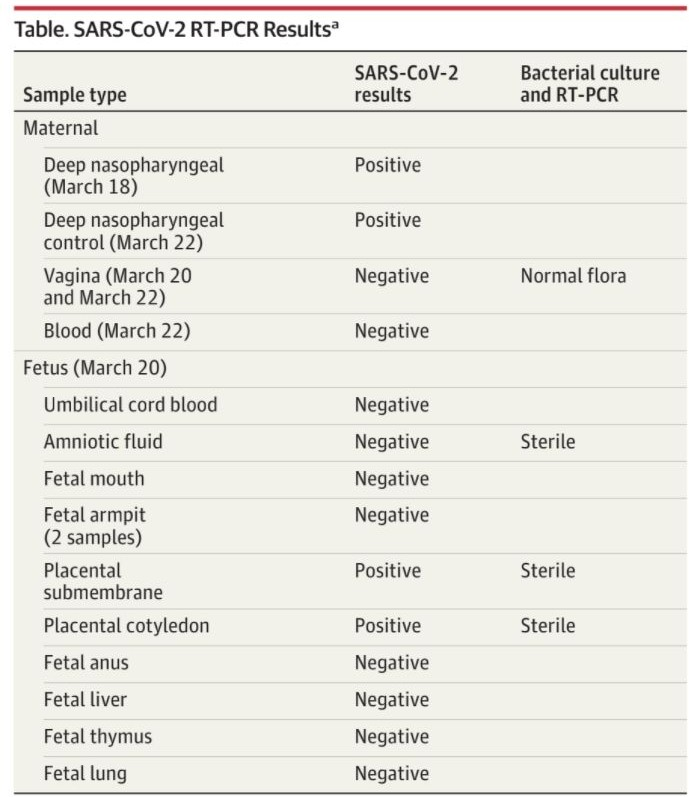 Table. SARS-CoV-2 RT-PCR Resultsᵃ
Sample type SARS-CoV-2 results Bacterial culture and RT-PCR
Maternal
Deep nasopharyngeal (March 18) Positive
Deep nasopharyngeal control (March 22) Positive
Vagina (March 20 and March 22) Negative Normal flora
Blood (March 22) Negative
Fetus (March 20)
Umbilical cord blood Negative
Amniotic fluid Negative Sterile
Fetal mouth Negative
Fetal armpit (2 samples) Negative
Placental submembrane Positive Sterile
Placental cotyledon Positive Sterile
Fetal anus Negative
Fetal liver Negative
Fetal thymus Negative
Fetal lung Negative